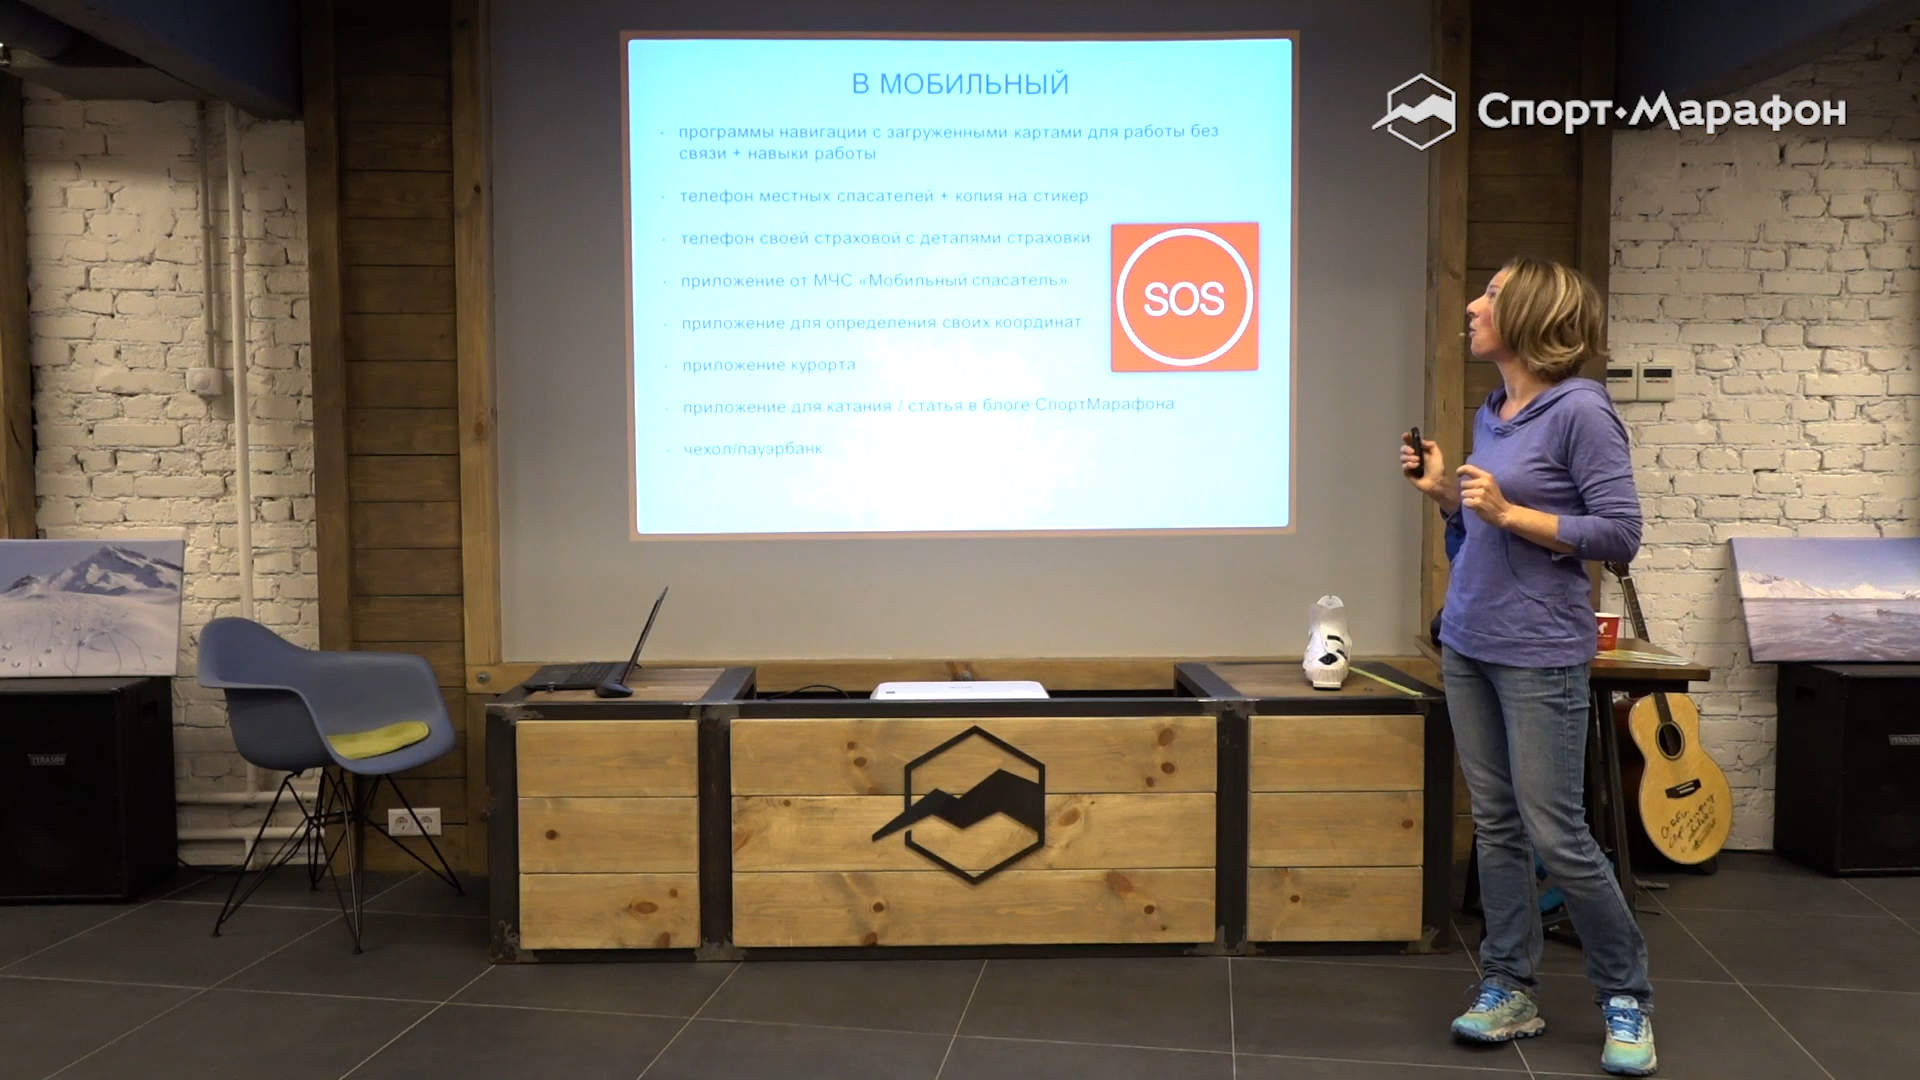 В МОБИЛЬНЫЙ
программы навигации с загруженными картами для работы без
связи + навыки работы
телефон местных спасателей + копия на стикер
телефон своей страховой с деталями страховки
приложение от МЧС «Мобильный спасатель»
приложение для определения своих координат
приложение курорта
приложение для катания / статья в блоге СпортМарафона
чехол/пауэрбанк
SOS
Спорт-Марафон